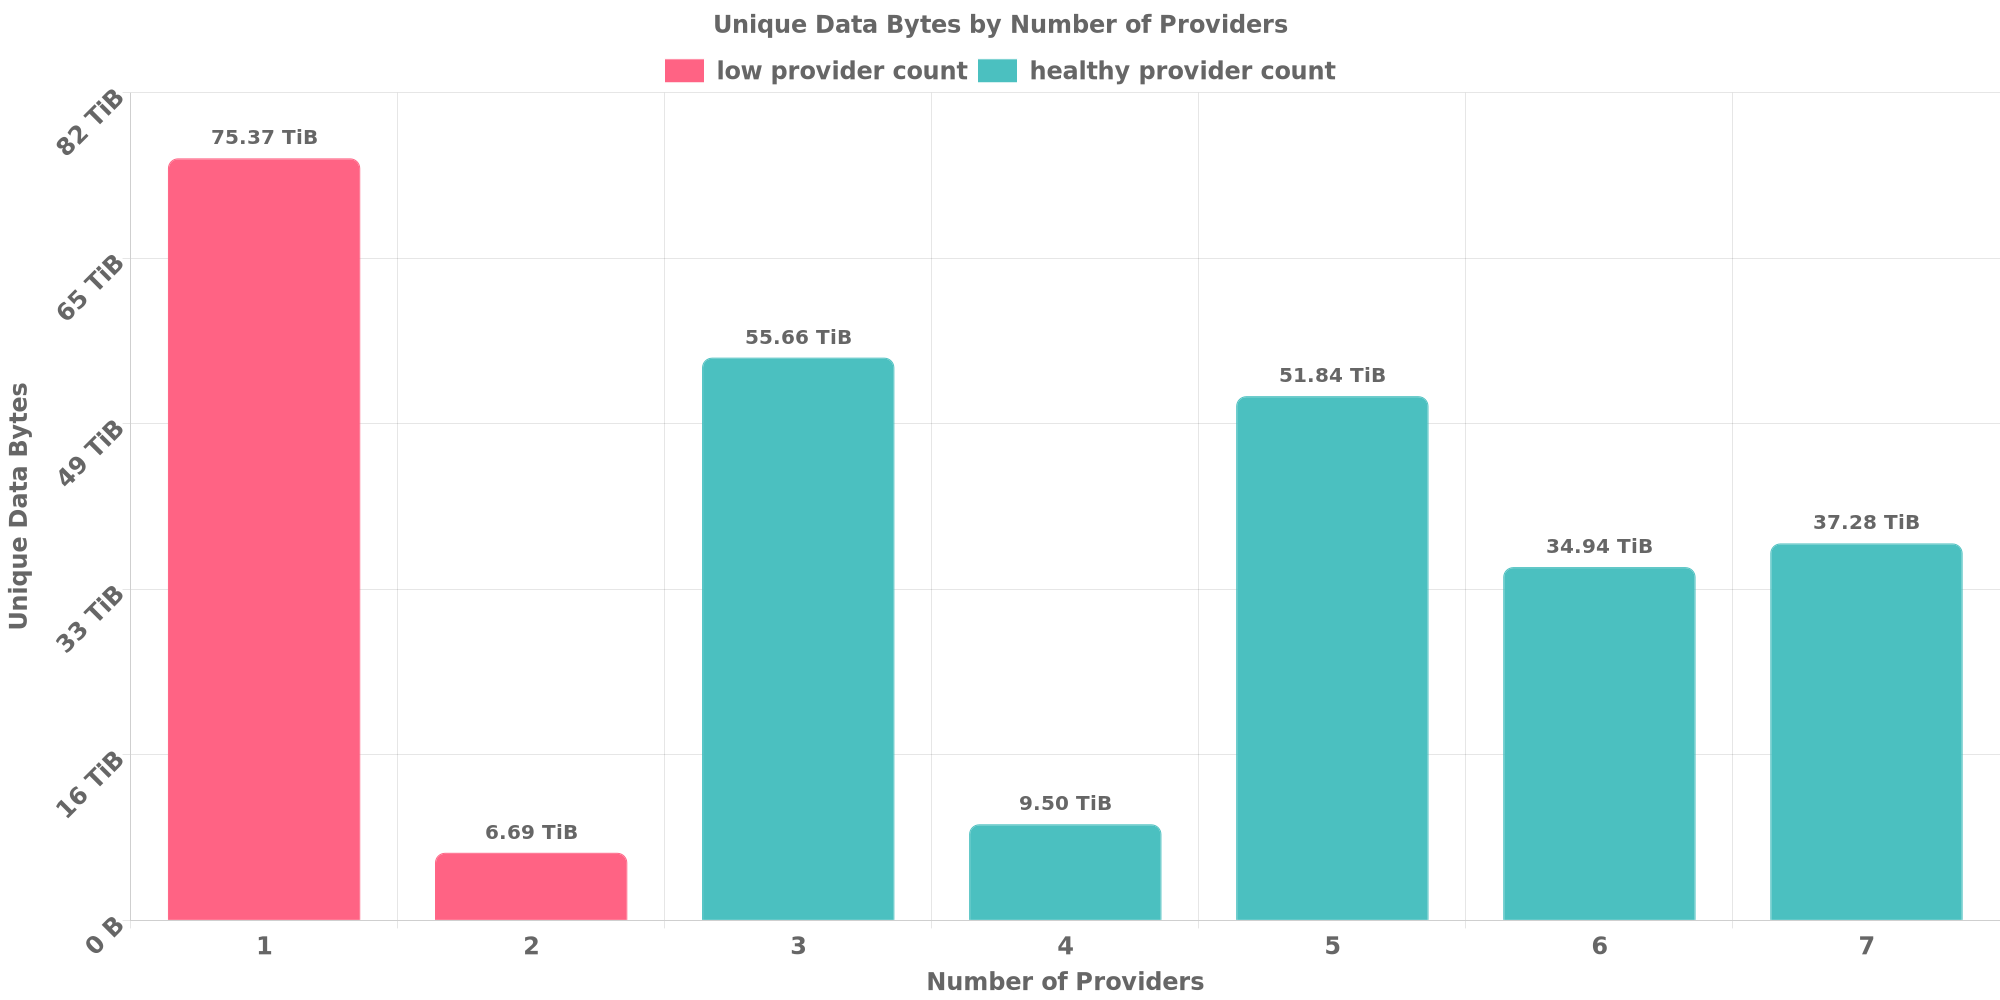 Unique Data Bytes by Number of Providers
low provider count
healthy provider count
82 TiB
65 TiB
49 TiB
33 TiB
16 TiB
0 B
Unique Data Bytes
75.37 TiB
6.69 TiB
55.66 TiB
9.50 TiB
51.84 TiB
34.94 TiB
37.28 TiB
1 2 3 4 5 6 7
Number of Providers